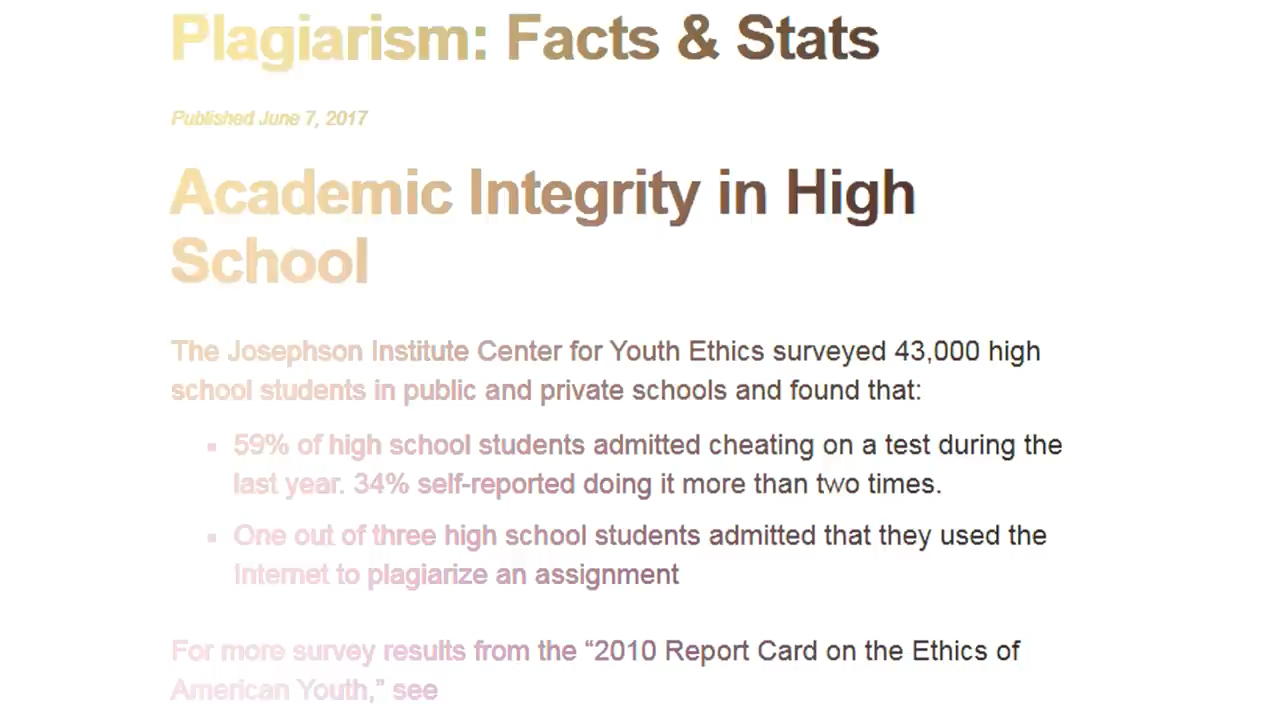 Plagiarism: Facts & Stats
Published June 7, 2017
Academic Integrity in High
School
The Josephson Institute Center for Youth Ethics surveyed 43,000 high
school students in public and private schools and found that:
▪ 59% of high school students admitted cheating on a test during the
last year. 34% self-reported doing it more than two times.
▪ One out of three high school students admitted that they used the
Internet to plagiarize an assignment
For more survey results from the “2010 Report Card on the Ethics of
American Youth,” see